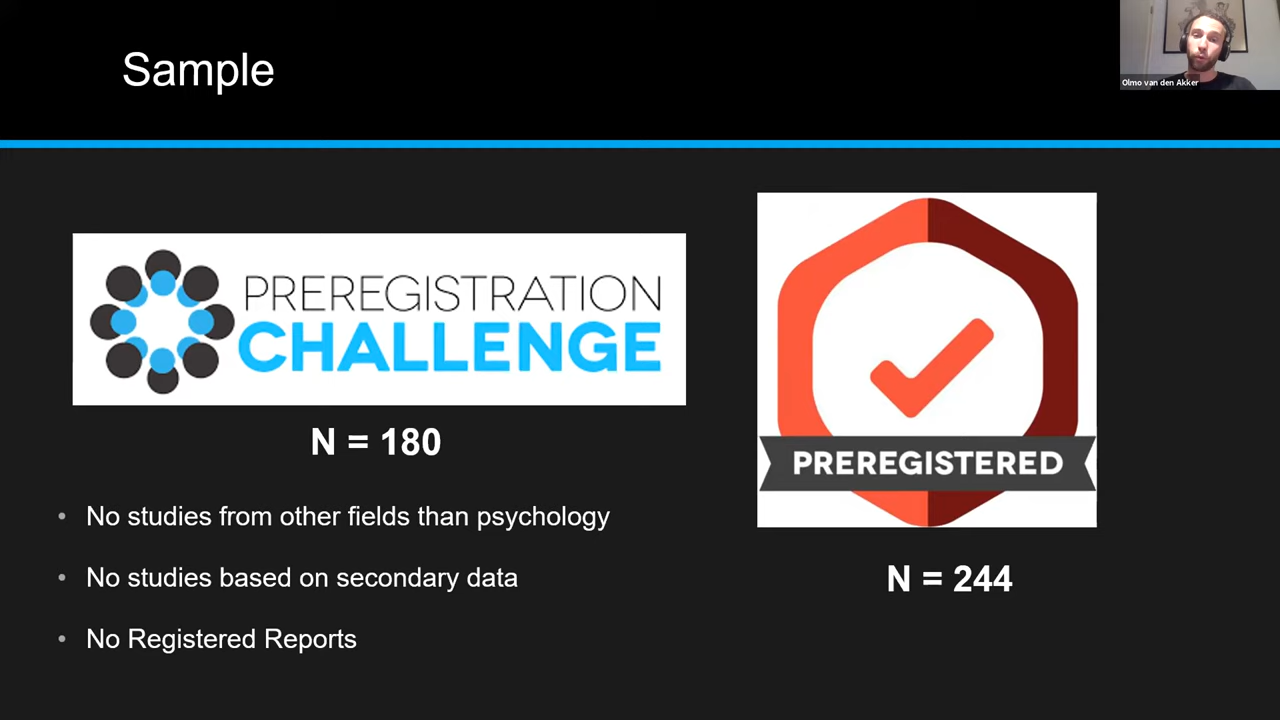 Sample
Olmo van den Akker
PREREGISTRATION
CHALLENGE
N = 180
• No studies from other fields than psychology
• No studies based on secondary data
• No Registered Reports
PREREGISTERED
N = 244